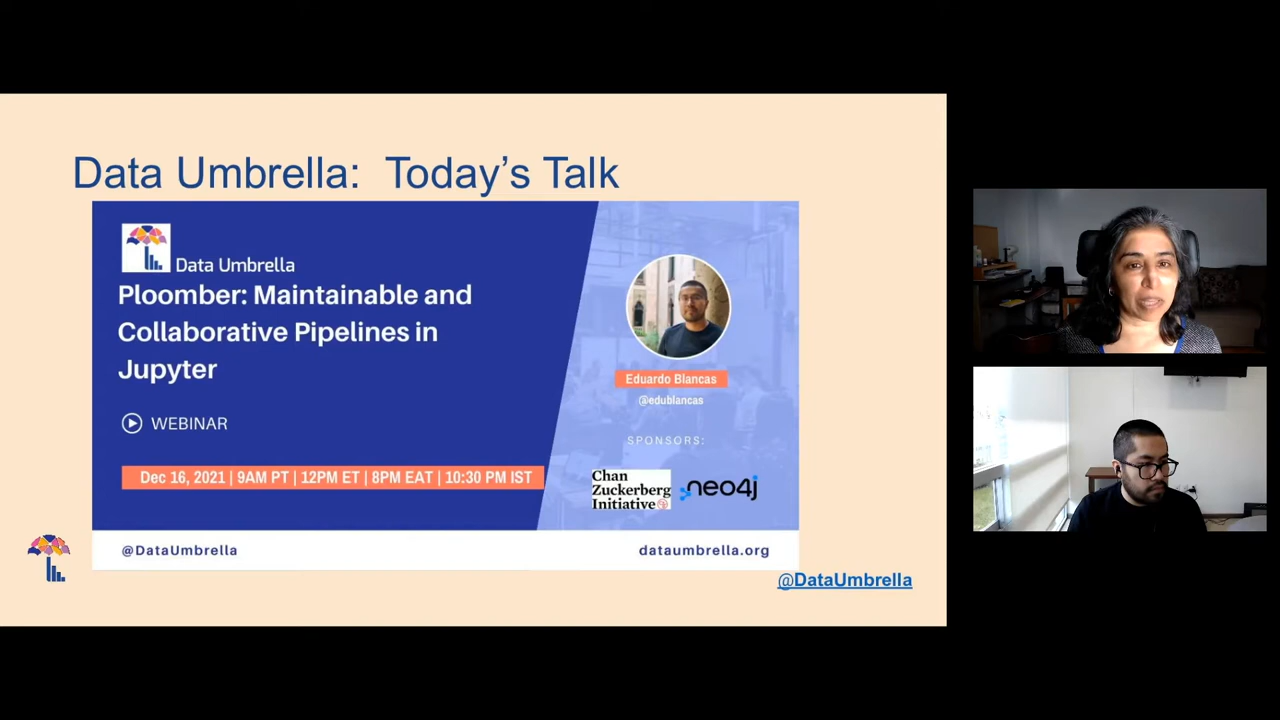 Data Umbrella: Today's Talk
Data Umbrella
Ploomber: Maintainable and
Collaborative Pipelines in
Jupyter
WEBINAR
Dec 16, 2021 | 9AM PT | 12PM ET | 8PM EAT | 10:30 PM IST
Eduardo Blancas
@edublancas
SPONSORS:
Chan
Zuckerberg
Initiative
neo4j
@DataUmbrella
dataumbrella.org
@DataUmbrella